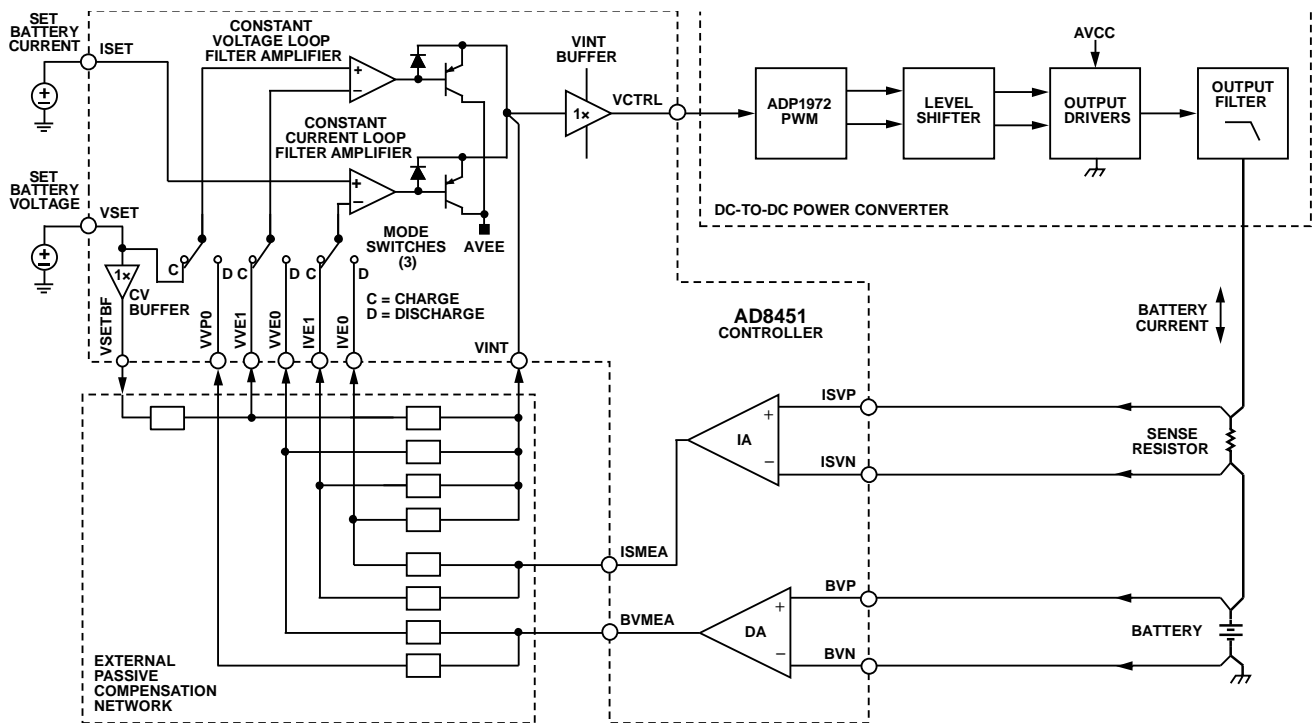 SET
BATTERY
CURRENT
ISET
CONSTANT
VOLTAGE LOOP
FILTER AMPLIFIER
+
−
VINT
BUFFER
1×
VCTRL
ADP1972
PWM
LEVEL
SHIFTER
AVCC
OUTPUT
DRIVERS
OUTPUT
FILTER
DC-TO-DC POWER CONVERTER
CONSTANT
CURRENT LOOP
FILTER AMPLIFIER
+
−
SET
BATTERY
VOLTAGE
VSET
1×
CV
BUFFER
MODE
SWITCHES
(3)
AVEE
C
D
C
D
C
D
C = CHARGE
D = DISCHARGE
VSETBF
VVP0
VVE1
VVE0
IVE1
IVE0
VINT
AD8451
CONTROLLER
BATTERY
CURRENT
ISVP
+
IA
−
ISVN
SENSE
RESISTOR
ISMEA
BVP
+
DA
−
BVN
BVMEA
BATTERY
EXTERNAL
PASSIVE
COMPENSATION
NETWORK